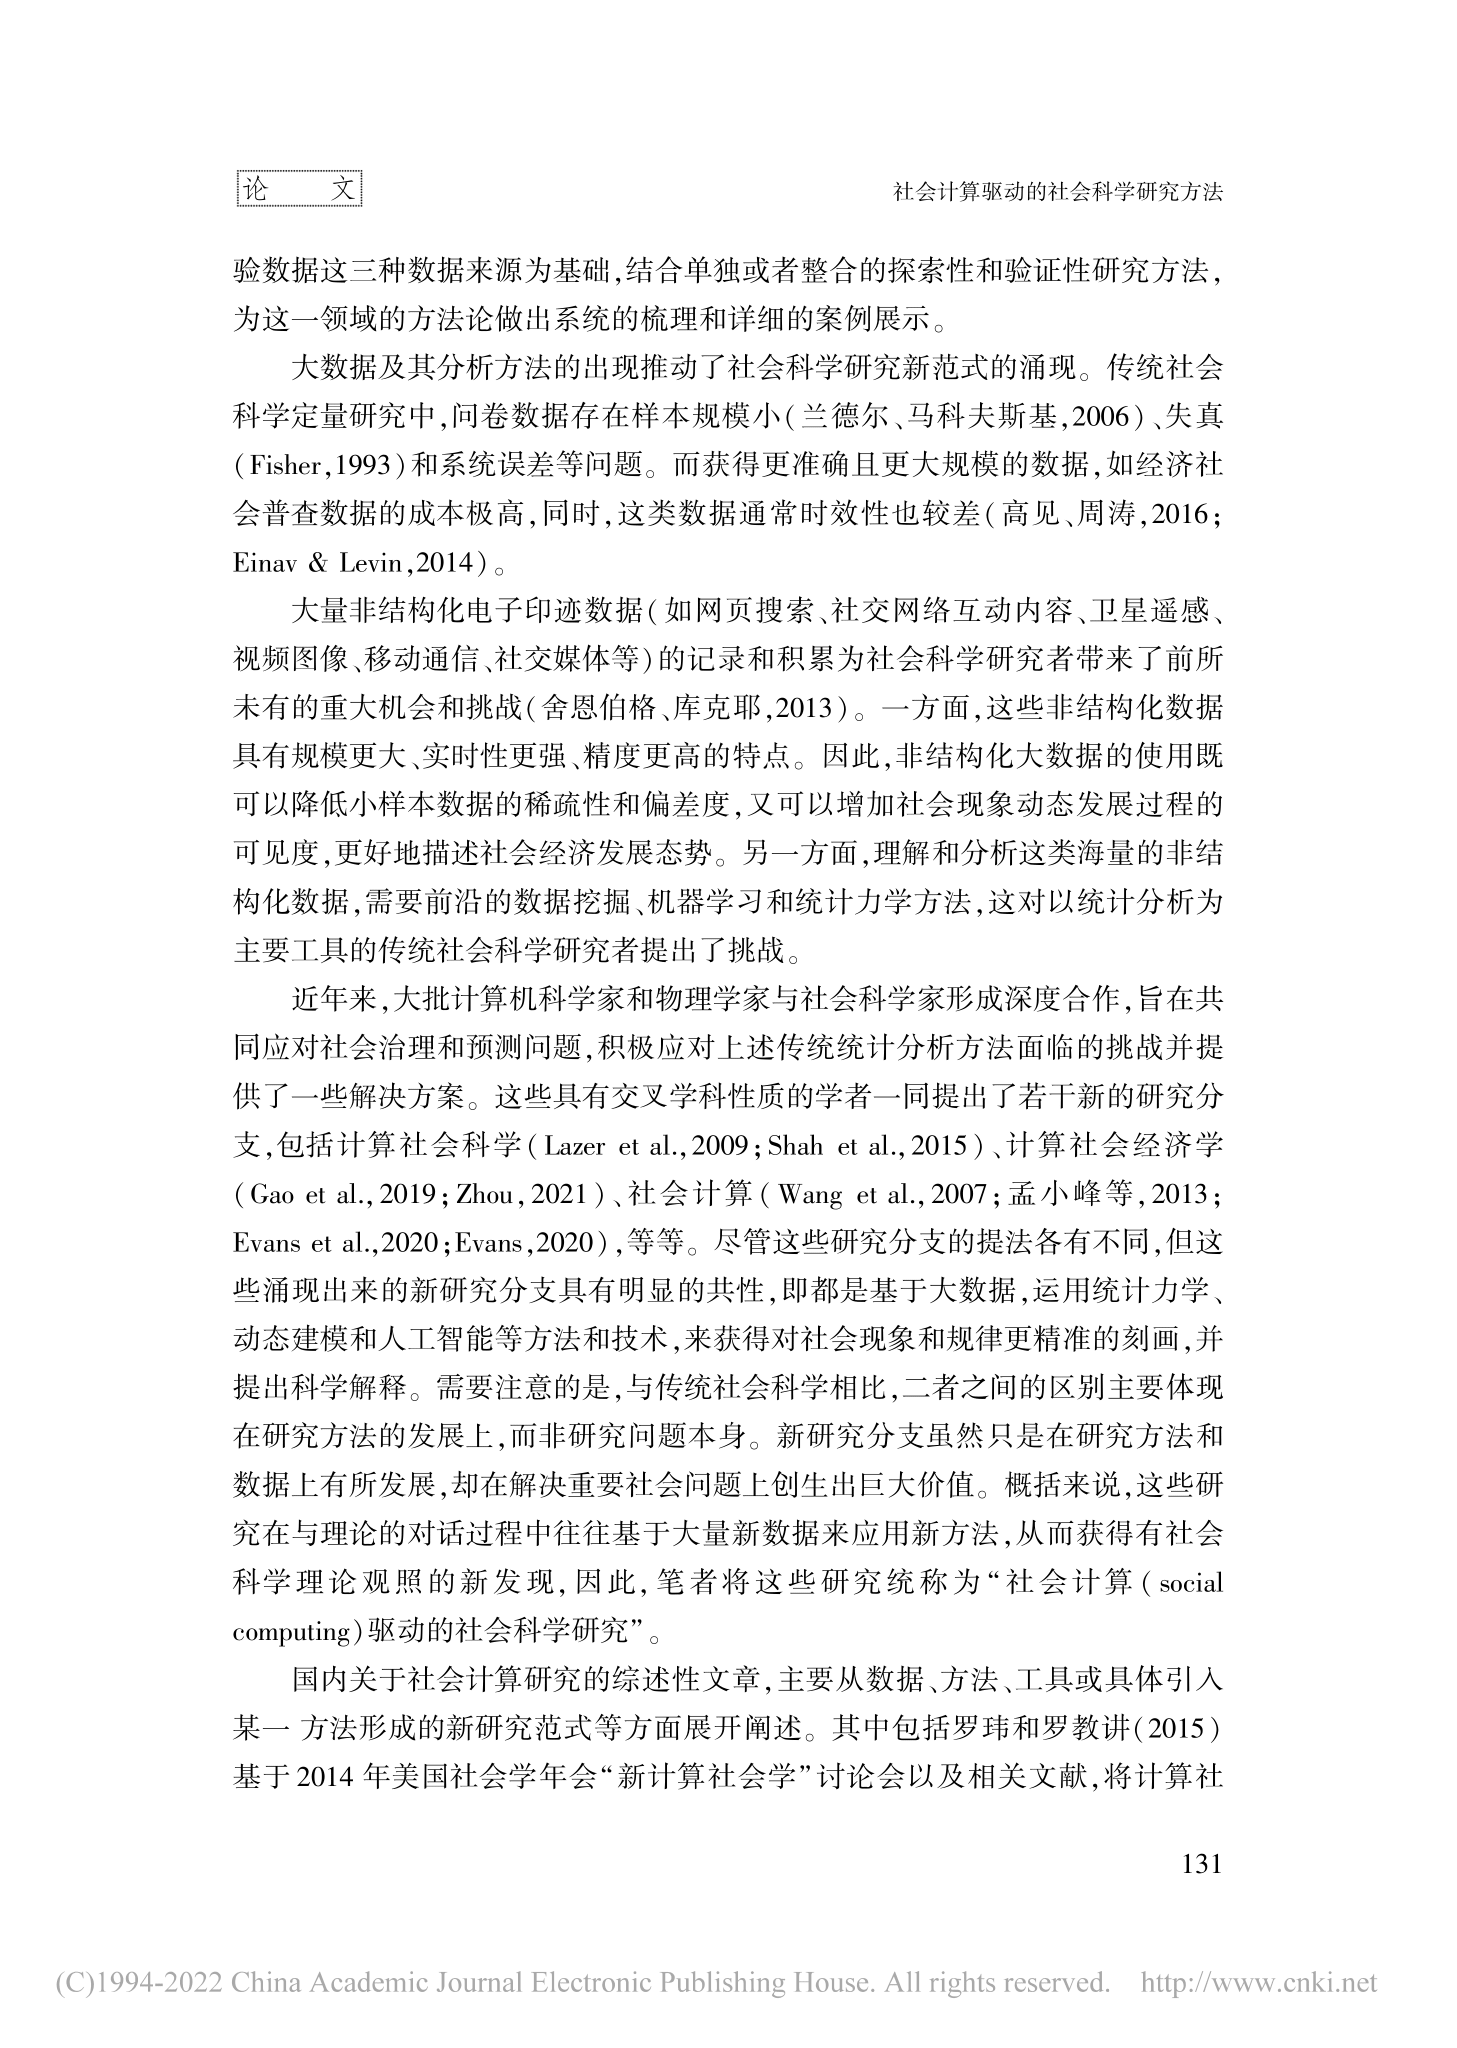 论 文
社会计算驱动的社会科学研究方法
验数据这三种数据来源为基础,结合单独或者整合的探索性和验证性研究方法,
为这一领域的方法论做出系统的梳理和详细的案例展示。
大数据及其分析方法的出现推动了社会科学研究新范式的涌现。传统社会
科学定量研究中,问卷数据存在样本规模小(兰德尔、马科夫斯基,2006)、失真
(Fisher,1993)和系统误差等问题。而获得更准确且更大规模的数据,如经济社
会普查数据的成本极高,同时,这类数据通常时效性也较差(高见、周涛,2016;
Einav & Levin,2014)。
大量非结构化电子印迹数据(如网页搜索、社交网络互动内容、卫星遥感、
视频图像、移动通信、社交媒体等)的记录和积累为社会科学研究者带来了前所
未有的重大机会和挑战(舍恩伯格、库克耶,2013)。一方面,这些非结构化数据
具有规模更大、实时性更强、精度更高的特点。因此,非结构化大数据的使用既
可以降低小样本数据的稀疏性和偏差度,又可以增加社会现象动态发展过程的
可见度,更好地描述社会经济发展态势。另一方面,理解和分析这类海量的非结
构化数据,需要前沿的数据挖掘、机器学习和统计力学方法,这对以统计分析为
主要工具的传统社会科学研究者提出了挑战。
近年来,大批计算机科学家和物理学家与社会科学家形成深度合作,旨在共
同应对社会治理和预测问题,积极应对上述传统统计分析方法面临的挑战并提
供了一些解决方案。这些具有交叉学科性质的学者一同提出了若干新的研究分
支,包括计算社会科学(Lazer et al.,2009;Shah et al.,2015)、计算社会经济学
(Gao et al.,2019;Zhou,2021)、社会计算(Wang et al.,2007;孟小峰等,2013;
Evans et al.,2020;Evans,2020),等等。尽管这些研究分支的提法各有不同,但这
些涌现出来的新研究分支具有明显的共性,即都是基于大数据,运用统计力学、
动态建模和人工智能等方法和技术,来获得对社会现象和规律更精准的刻画,并
提出科学解释。需要注意的是,与传统社会科学相比,二者之间的区别主要体现
在研究方法的发展上,而非研究问题本身。新研究分支虽然只是在研究方法和
数据上有所发展,却在解决重要社会问题上创生出巨大价值。概括来说,这些研
究在与理论的对话过程中往往基于大量新数据来应用新方法,从而获得有社会
科学理论观照的新发现,因此,笔者将这些研究统称为“社会计算(social
computing)驱动的社会科学研究”。
国内关于社会计算研究的综述性文章,主要从数据、方法、工具或具体引入
某一 方法形成的新研究范式等方面展开阐述。其中包括罗玮和罗教讲(2015)
基于2014年美国社会学年会“新计算社会学”讨论会以及相关文献,将计算社
131
(C)1994-2022 China Academic Journal Electronic Publishing House. All rights reserved. http://www.cnki.net